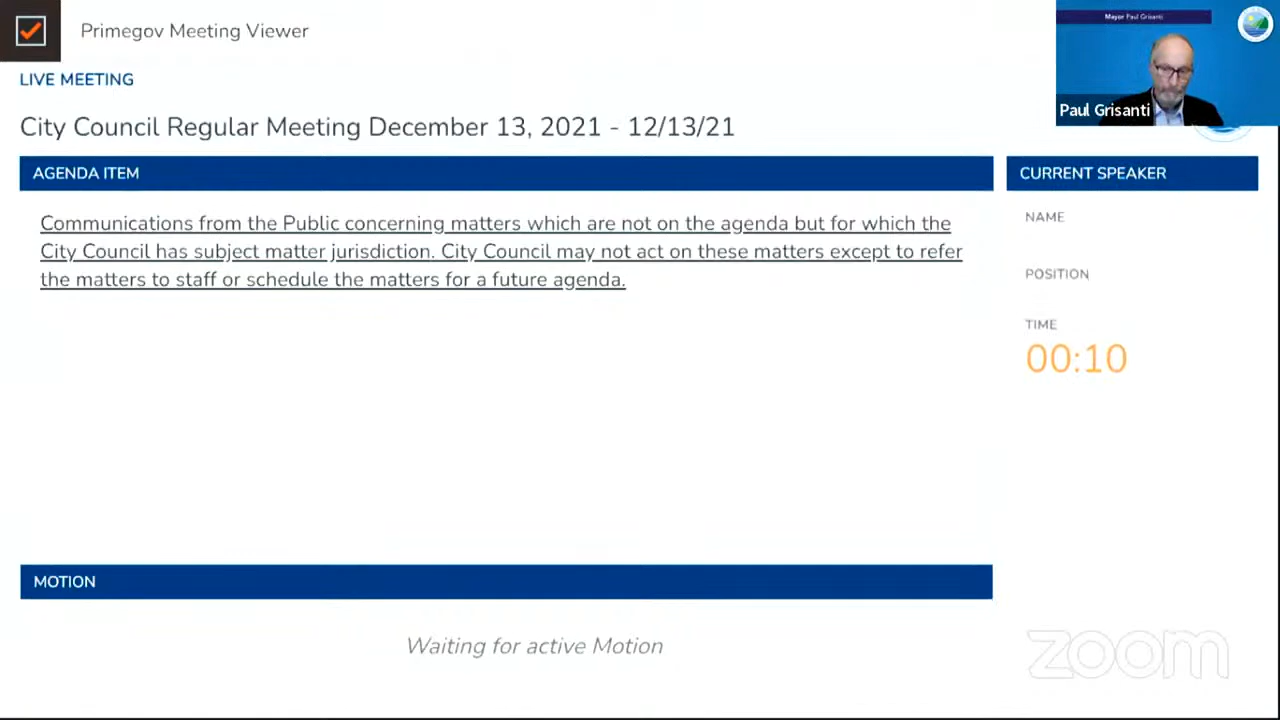 Primegov Meeting Viewer
Mayor Paul Grisanti
LIVE MEETING
Paul Grisanti
City Council Regular Meeting December 13, 2021 - 12/13/21
AGENDA ITEM
Communications from the Public concerning matters which are not on the agenda but for which the
City Council has subject matter jurisdiction. City Council may not act on these matters except to refer
the matters to staff or schedule the matters for a future agenda.
CURRENT SPEAKER
NAME
POSITION
TIME
00:10
MOTION
Waiting for active Motion
zoom